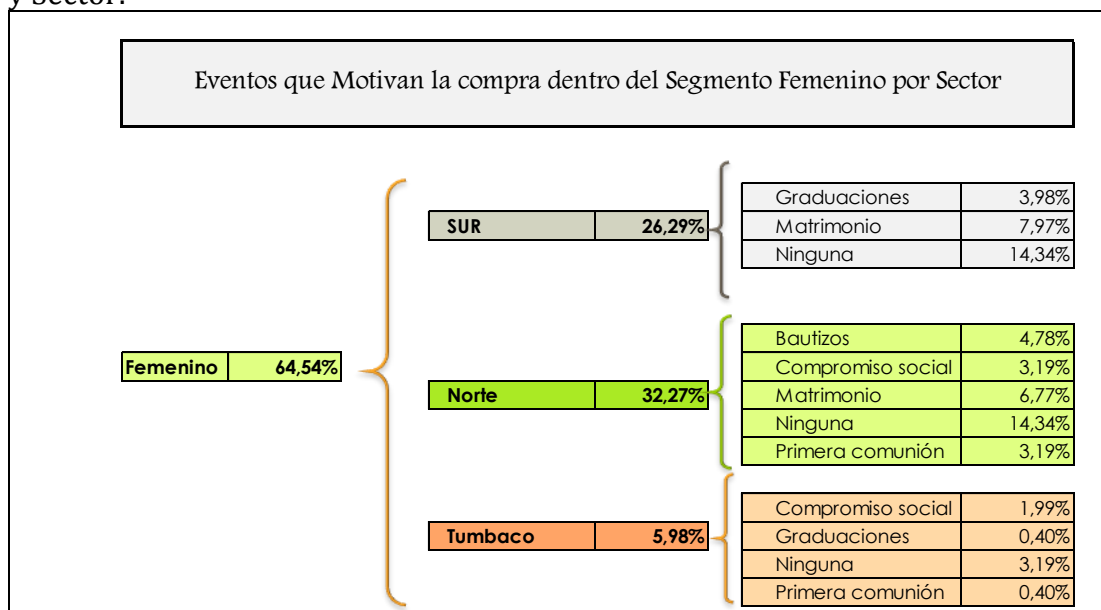 y Sector.
Eventos que Motivan la compra dentro del Segmento Femenino por Sector
Femenino 64,54%
SUR 26,29%
Graduaciones 3,98%
Matrimonio 7,97%
Ninguna 14,34%
Norte 32,27%
Bautizos 4,78%
Compromiso social 3,19%
Matrimonio 6,77%
Ninguna 14,34%
Primera comunión 3,19%
Tumbaco 5,98%
Compromiso social 1,99%
Graduaciones 0,40%
Ninguna 3,19%
Primera comunión 0,40%